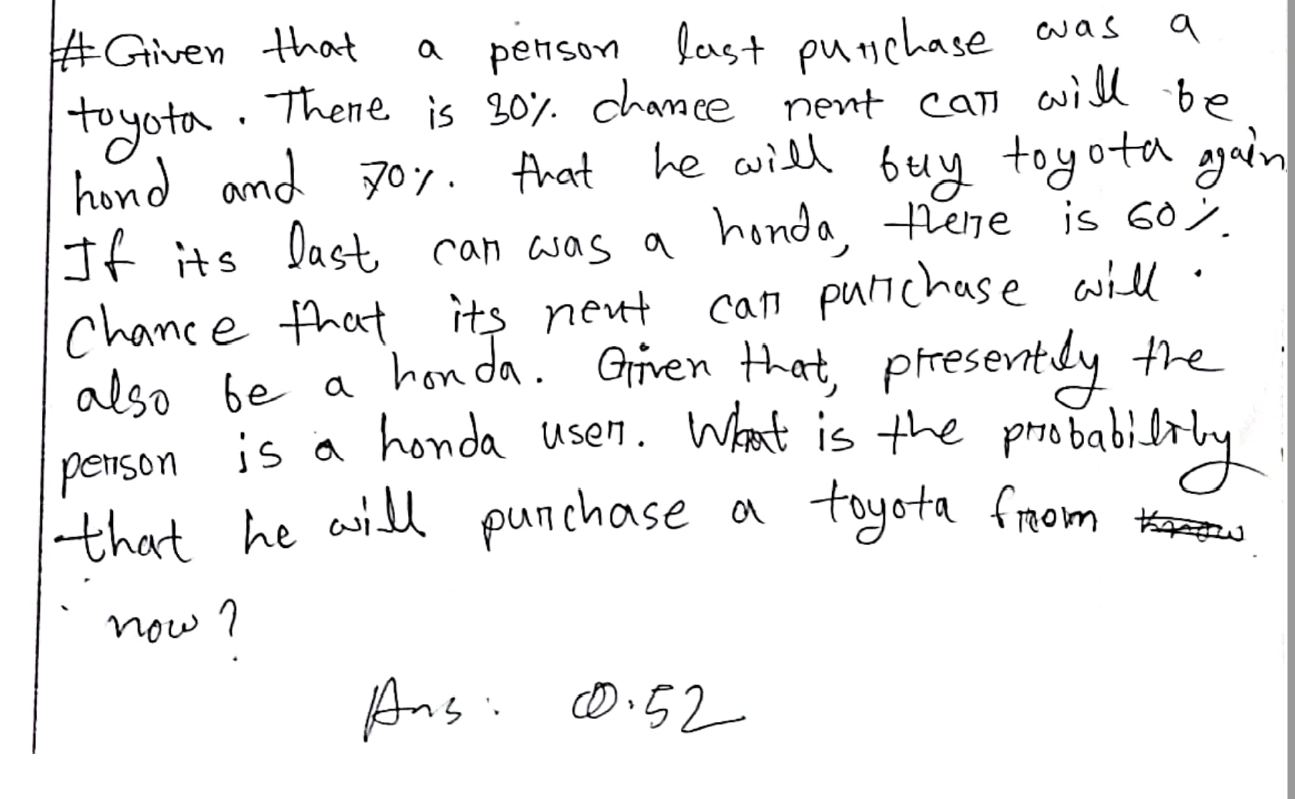 # Given that a person last purchase was a
toyota. There is 30% chance next car will be
hond and 70% that he will buy toyota again
If its last car was a honda, there is 60%
Chance that its next car purchase will
also be a honda. Given that, presently the
person is a honda user. What is the probability
that he will purchase a toyota from
now?
Ans: 0.52